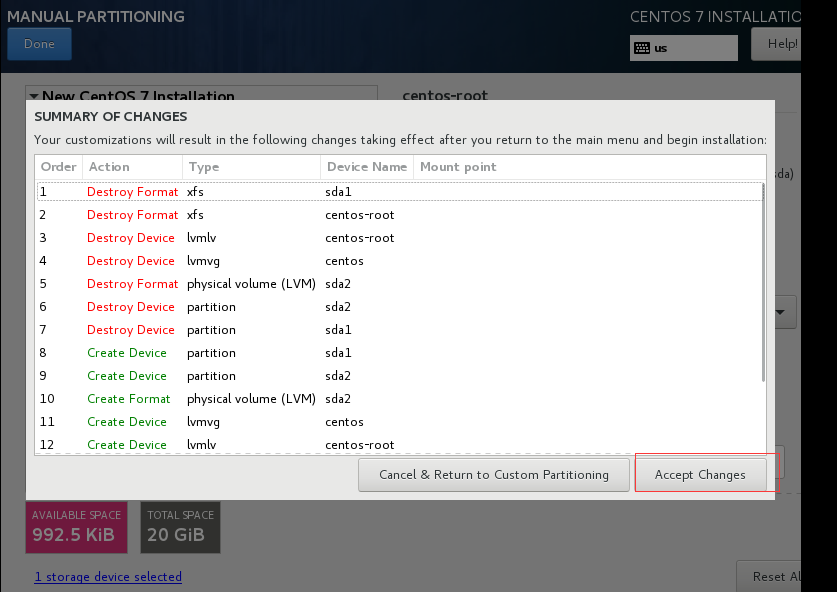 MANUAL PARTITIONING
CENTOS 7 INSTALLATIO
Done
us
Help!
New CentOS 7 Installation
centos-root
SUMMARY OF CHANGES
Your customizations will result in the following changes taking effect after you return to the main menu and begin installation:
Order Action Type Device Name Mount point
1 Destroy Format xfs sda1
2 Destroy Format xfs centos-root
3 Destroy Device lvmlv centos-root
4 Destroy Device lvmvg centos
5 Destroy Format physical volume (LVM) sda2
6 Destroy Device partition sda2
7 Destroy Device partition sda1
8 Create Device partition sda1
9 Create Device partition sda2
10 Create Format physical volume (LVM) sda2
11 Create Device lvmvg centos
12 Create Device lvmlv centos-root
sda)
Cancel & Return to Custom Partitioning
Accept Changes
AVAILABLE SPACE
992.5 KiB
TOTAL SPACE
20 GiB
1 storage device selected
Reset Al